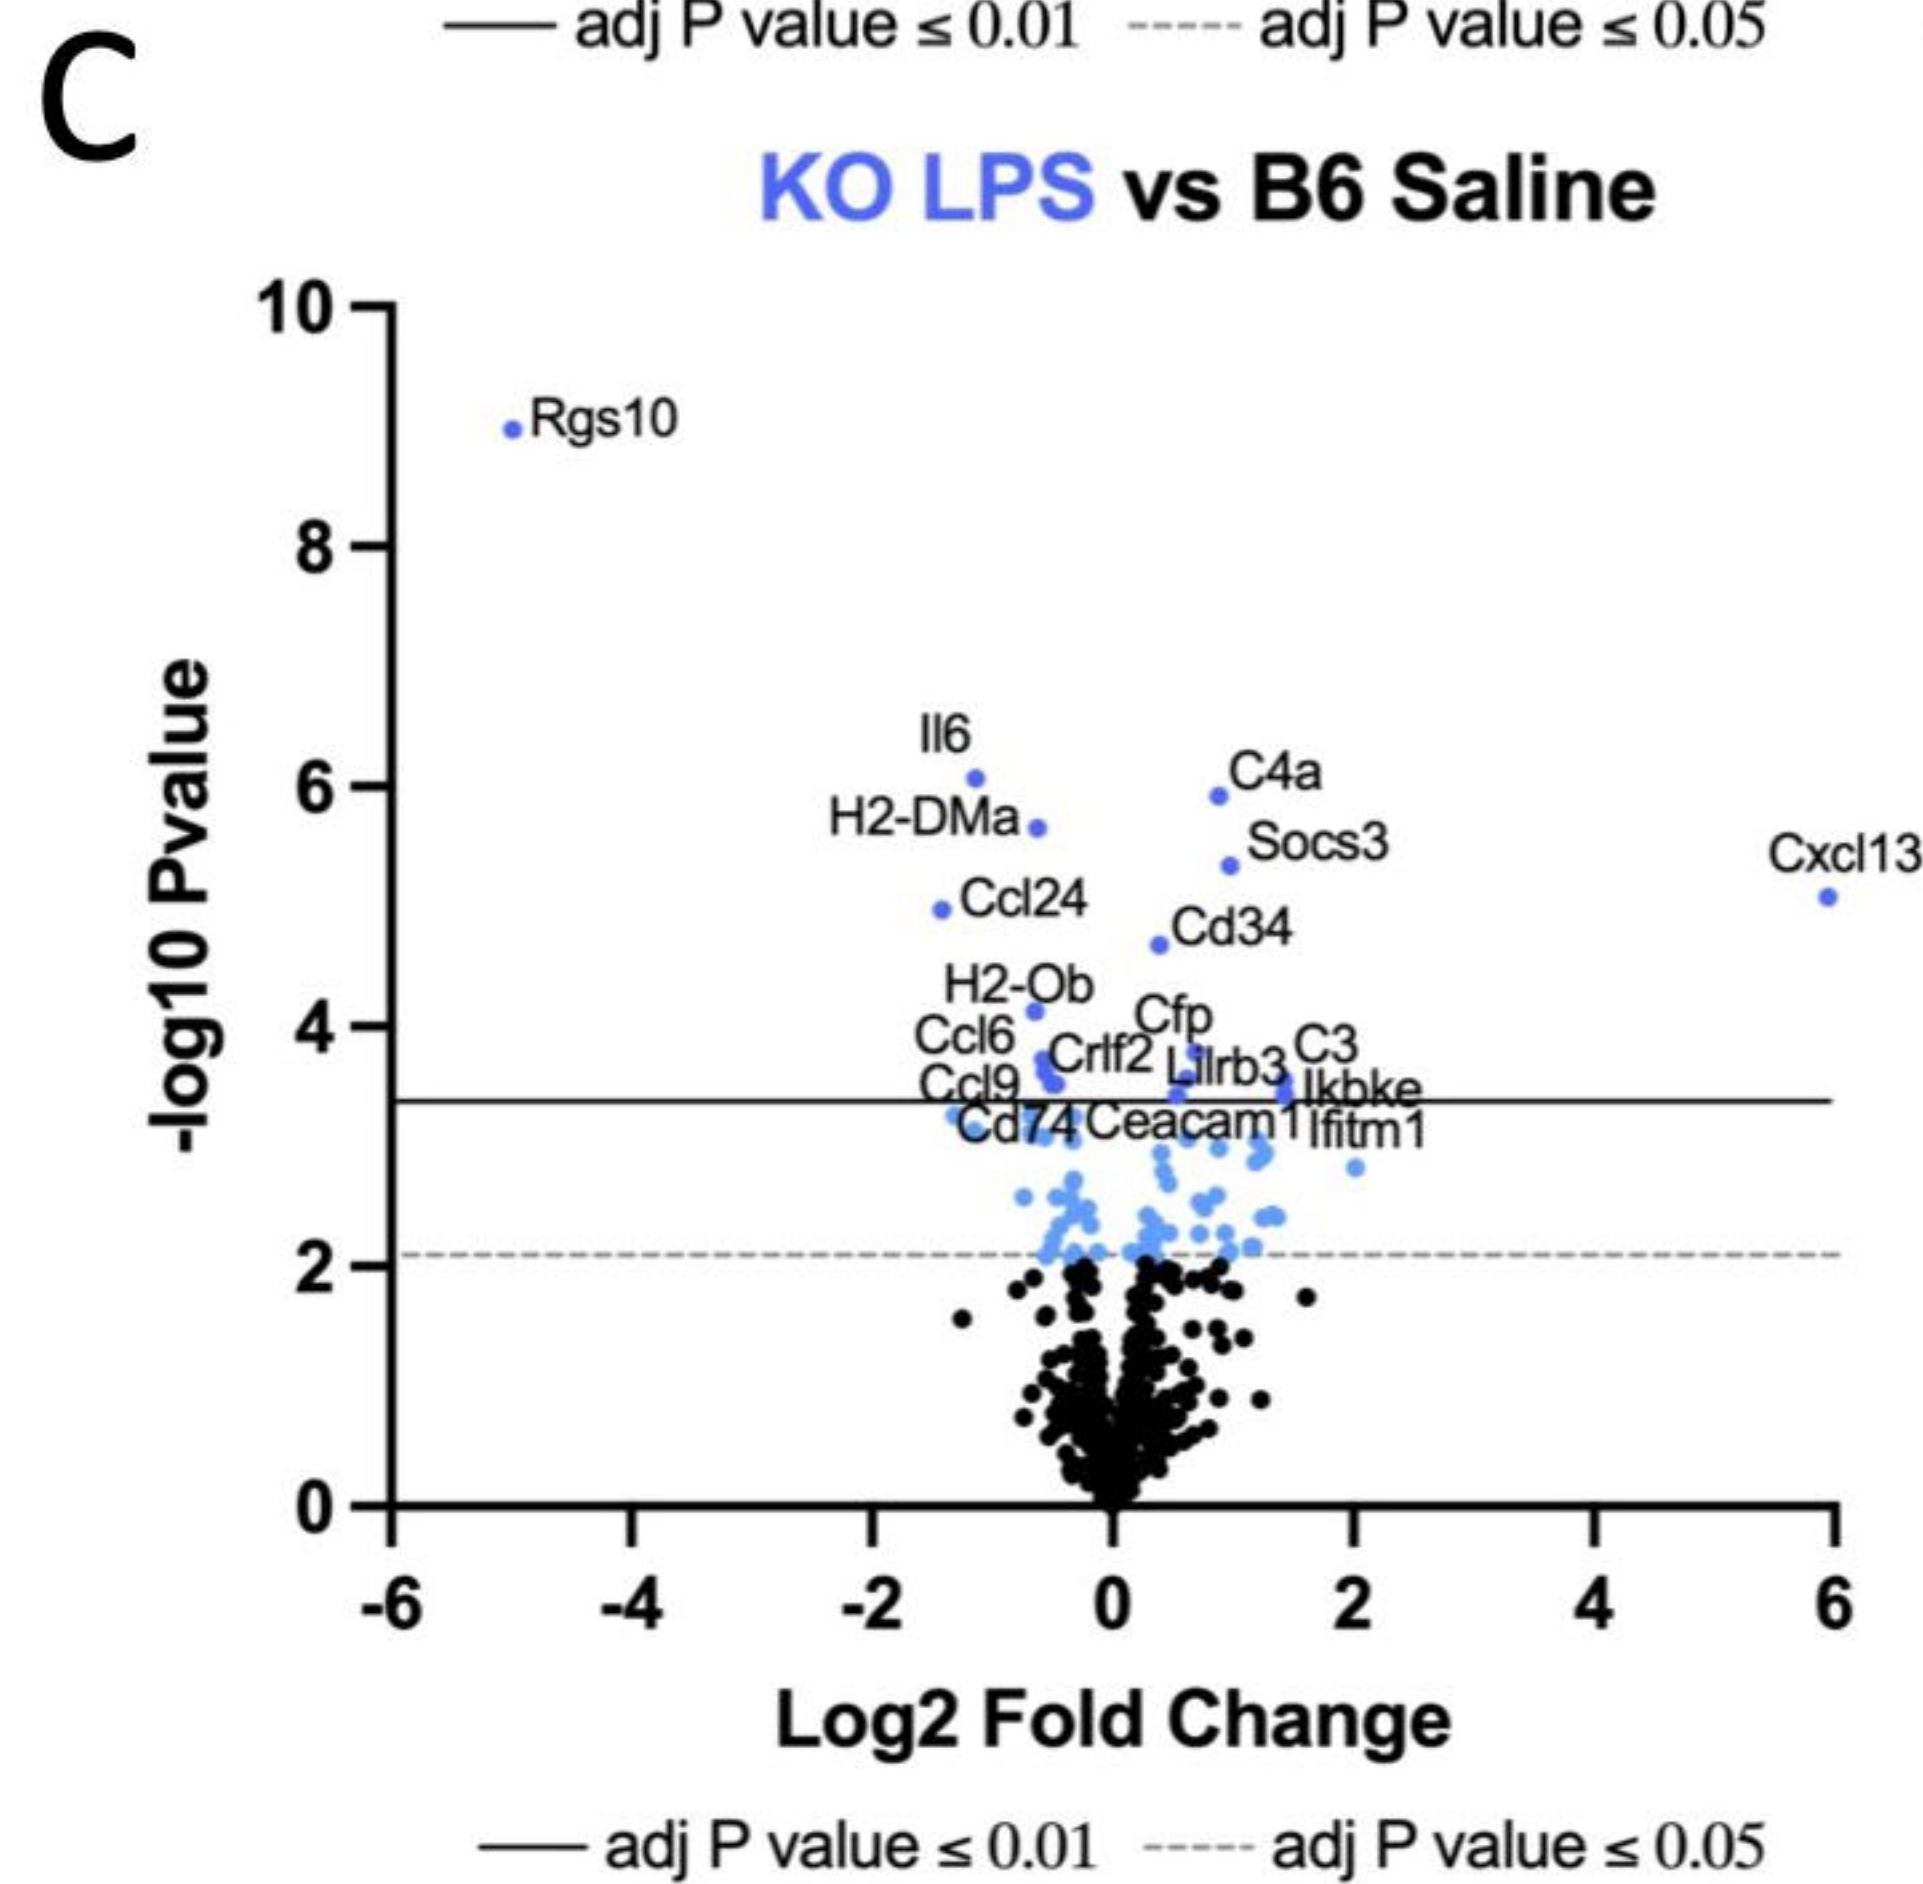 adj P value ≤ 0.01 adj P value ≤ 0.05
C
KO LPS vs B6 Saline
10
Rgs10
8
Il6
6
C4a
H2-DMa
Socs3
Cxcl13
Ccl24
Cd34
H2-Ob
4
Cfp
Ccl6
Crlf2
Lilrb3
C3
Ccl9
Ikbke
Cd74
Ceacam1
Ifitm1
2
0
-log10 Pvalue
-6 -4 -2 0 2 4 6
Log2 Fold Change
adj P value ≤ 0.01 adj P value ≤ 0.05